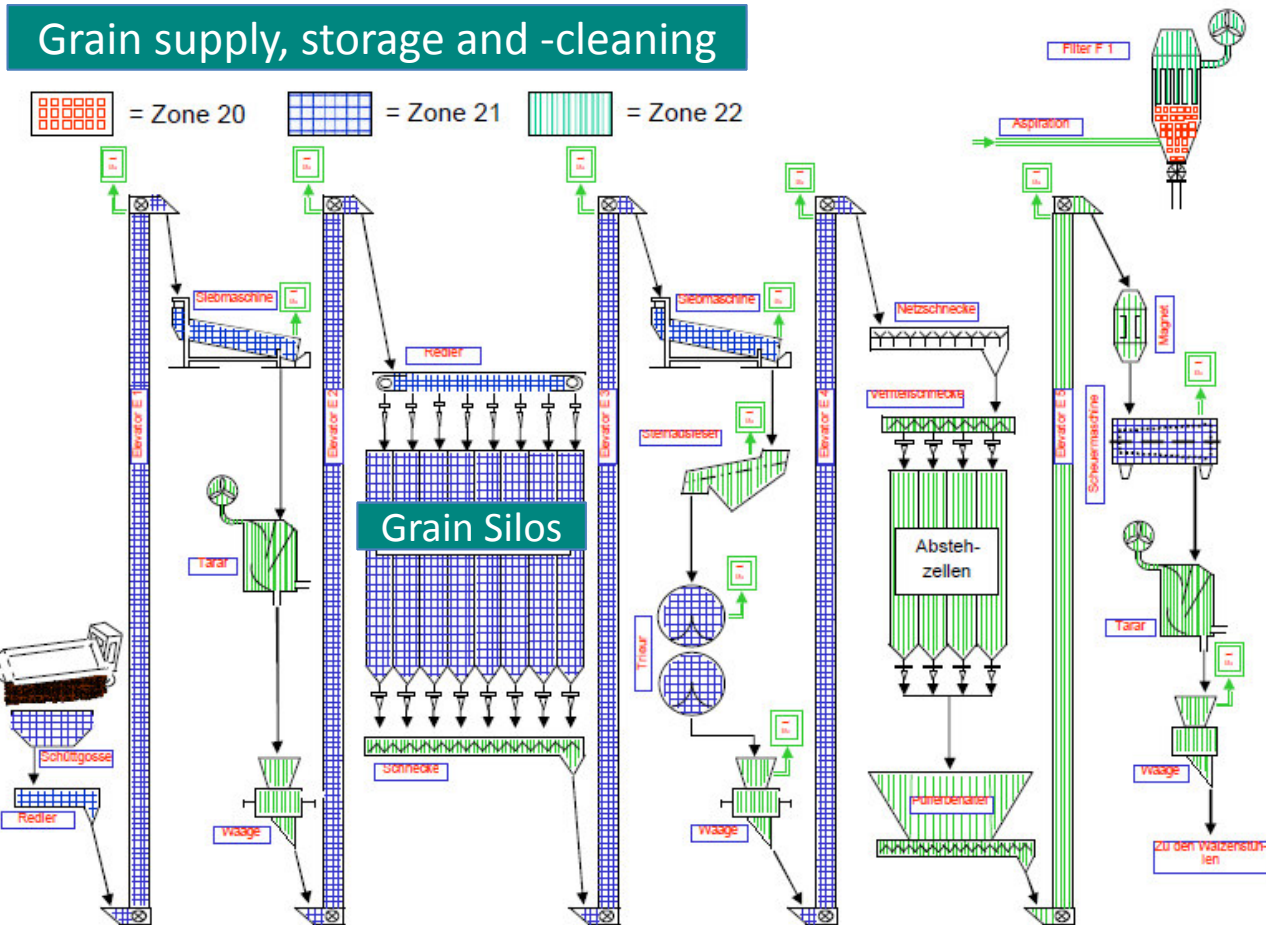 Grain supply, storage and -cleaning
= Zone 20
= Zone 21
= Zone 22
Filter F 1
Aspiration
Siebmaschine
Siebmaschine
Netzschnecke
Magnet
Redler
Elevator E 1
Elevator E 2
Elevator E 3
Elevator E 4
Elevator E 5
Verteilschnecke
Steinausleser
Scheuermaschine
Grain Silos
Absteh-
zellen
Tarar
Trieur
Tarar
Schüttgosse
Schnecke
Pufferbehälter
Redler
Waage
Waage
Waage
Zu den Walzenstüh-
len